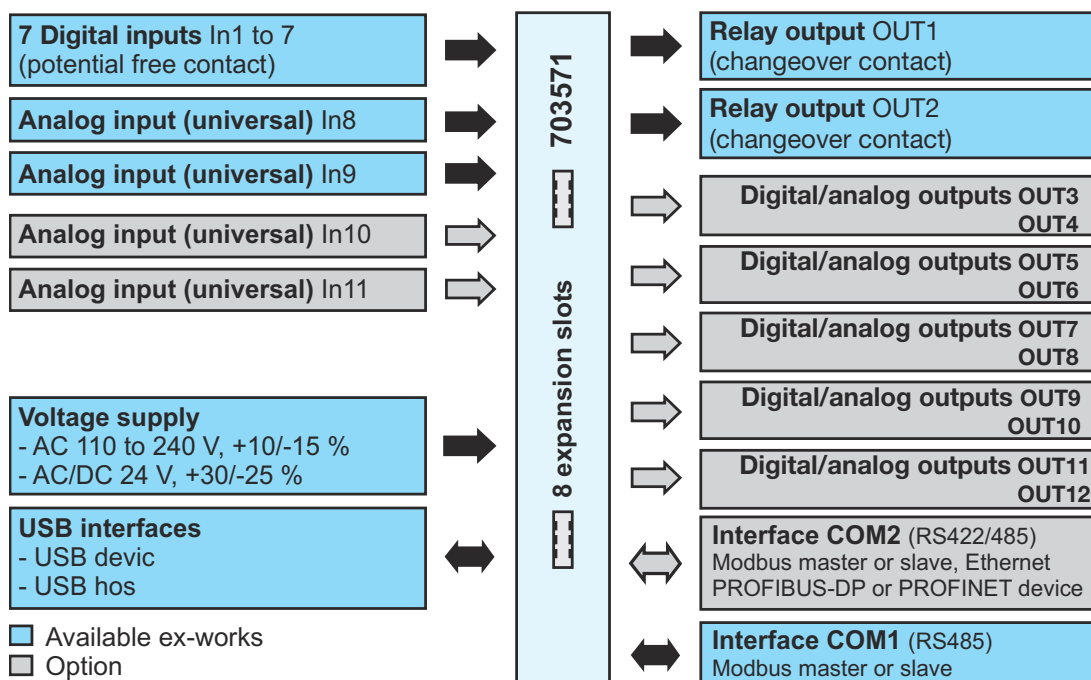 7 Digital inputs In1 to 7
(potential free contact)
Analog input (universal) In8
Analog input (universal) In9
Analog input (universal) In10
Analog input (universal) In11
Voltage supply
- AC 110 to 240 V, +10/-15 %
- AC/DC 24 V, +30/-25 %
USB interfaces
- USB devic
- USB hos
Available ex-works
Option
703571
8 expansion slots
Relay output OUT1
(changeover contact)
Relay output OUT2
(changeover contact)
Digital/analog outputs OUT3
OUT4
Digital/analog outputs OUT5
OUT6
Digital/analog outputs OUT7
OUT8
Digital/analog outputs OUT9
OUT10
Digital/analog outputs OUT11
OUT12
Interface COM2 (RS422/485)
Modbus master or slave, Ethernet
PROFIBUS-DP or PROFINET device
Interface COM1 (RS485)
Modbus master or slave